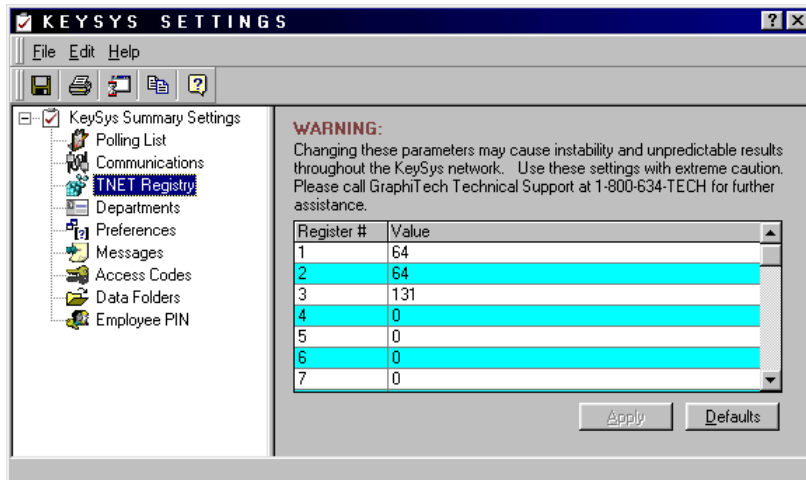 KEYSYS SETTINGS
File Edit Help
KeySys Summary Settings
Polling List
Communications
TNET Registry
Departments
Preferences
Messages
Access Codes
Data Folders
Employee PIN
WARNING:
Changing these parameters may cause instability and unpredictable results
throughout the KeySys network. Use these settings with extreme caution.
Please call GraphiTech Technical Support at 1-800-634-TECH for further
assistance.
Register # Value
1 64
2 64
3 131
4 0
5 0
6 0
7 0
Apply Defaults